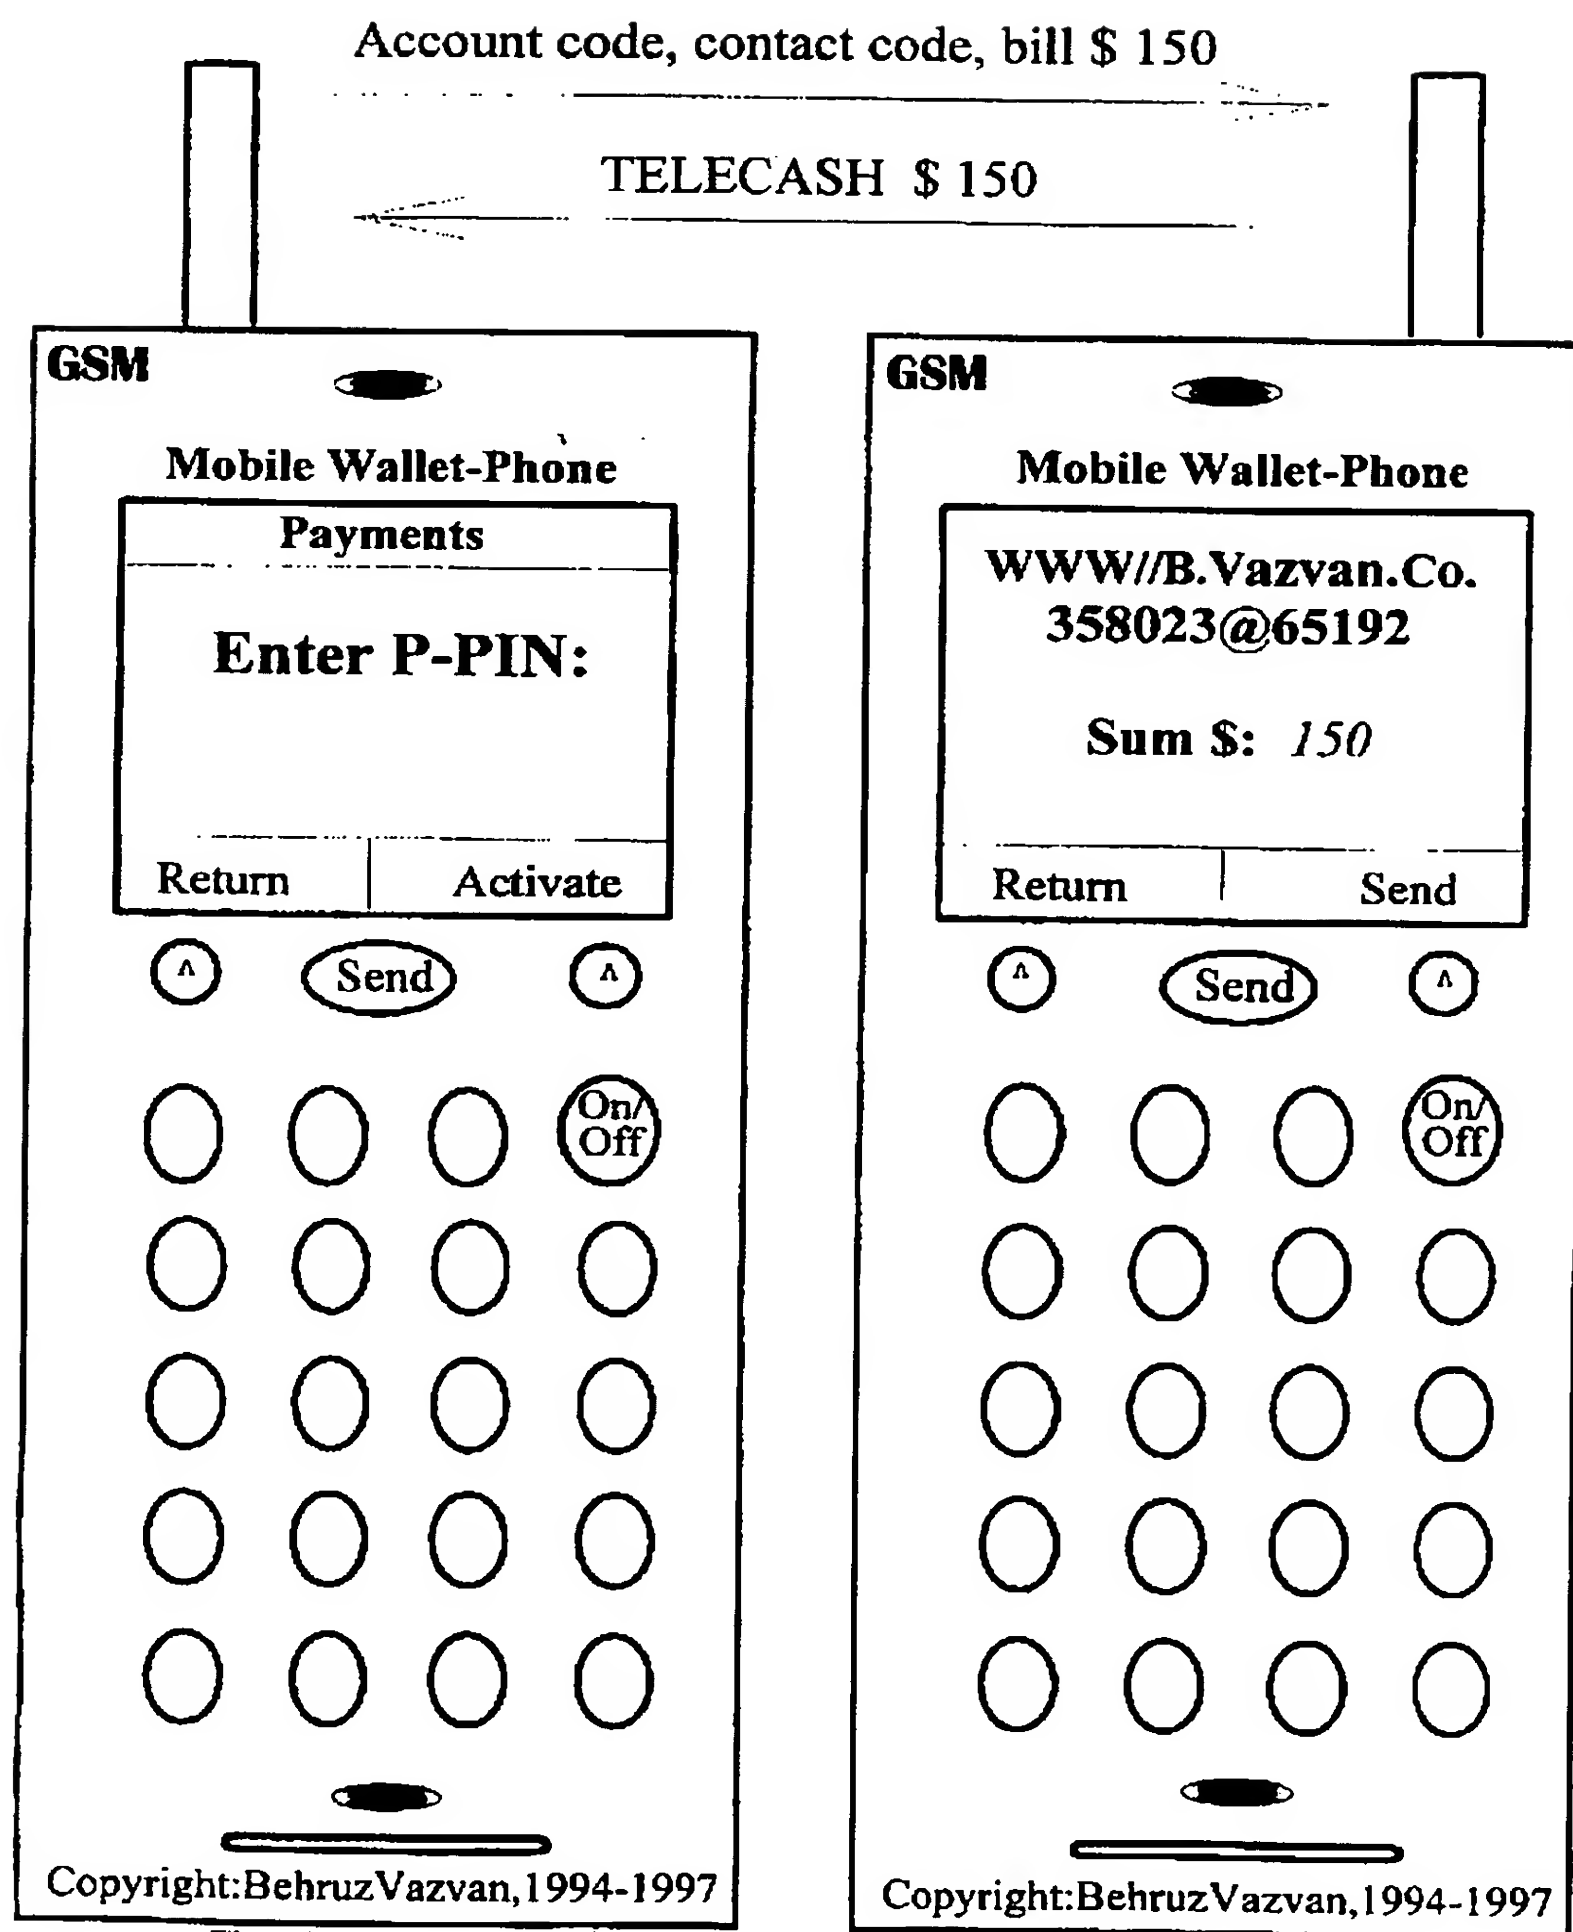 Account code, contact code, bill $ 150
TELECASH $ 150
GSM
Mobile Wallet-Phone
Payments
Enter P-PIN:
Return Activate
^ Send ^
On/
Off
Copyright:BehruzVazvan,1994-1997
GSM
Mobile Wallet-Phone
WWW//B.Vazvan.Co.
358023@65192
Sum $: 150
Return Send
^ Send ^
On/
Off
Copyright:BehruzVazvan,1994-1997